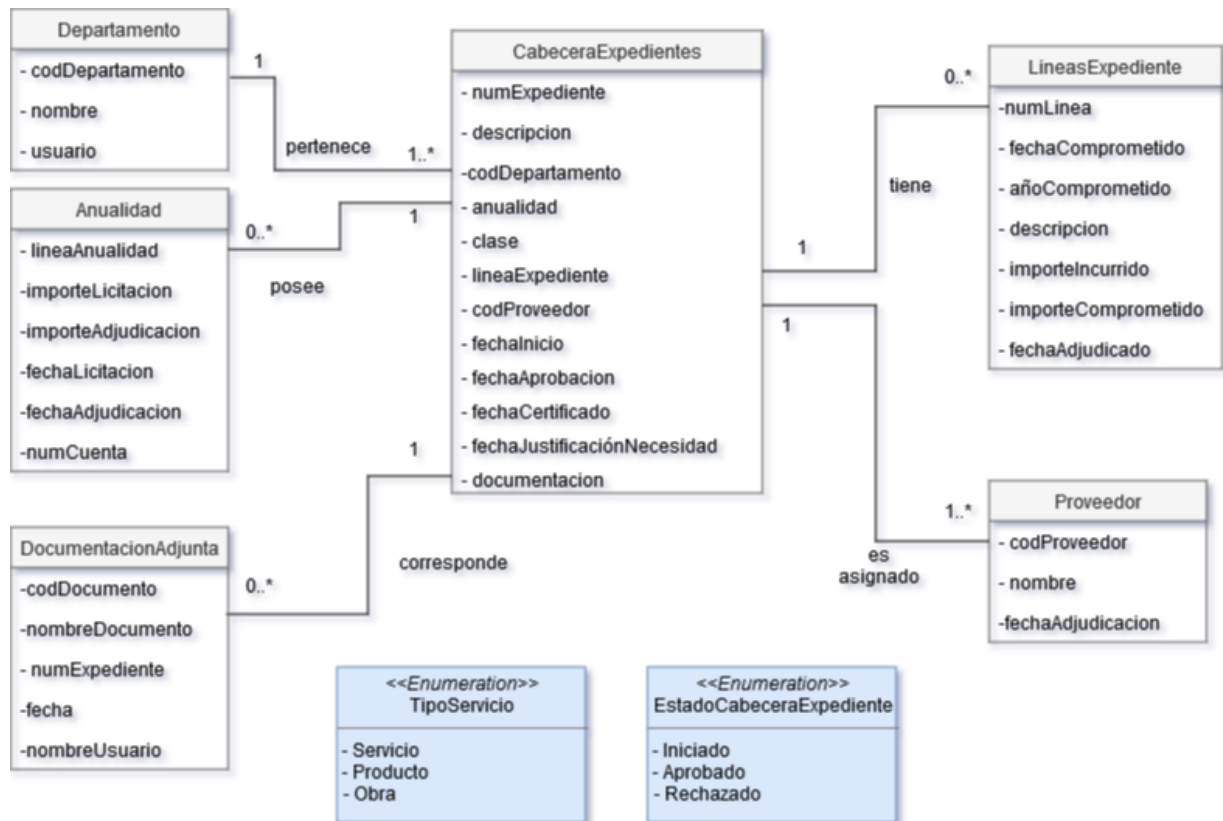 Departamento
- codDepartamento
- nombre
- usuario
1
pertenece
1..*
Anualidad
- lineaAnualidad
-importeLicitacion
-importeAdjudicacion
-fechaLicitacion
-fechaAdjudicacion
-numCuenta
0..*
posee
1
DocumentacionAdjunta
-codDocumento
-nombreDocumento
- numExpediente
-fecha
-nombreUsuario
0..*
corresponde
1
CabeceraExpedientes
- numExpediente
- descripcion
-codDepartamento
- anualidad
- clase
- lineaExpediente
- codProveedor
- fechaInicio
- fechaAprobacion
- fechaCertificado
- fechaJustificaciónNecesidad
- documentacion
1
tiene
0..*
LineasExpediente
-numLinea
- fechaComprometido
- añoComprometido
- descripcion
- importeIncurrido
- importeComprometido
- fechaAdjudicado
1
es
asignado
1..*
Proveedor
- codProveedor
- nombre
-fechaAdjudicacion
<<Enumeration>>
TipoServicio
- Servicio
- Producto
- Obra
<<Enumeration>>
EstadoCabeceraExpediente
- Iniciado
- Aprobado
- Rechazado